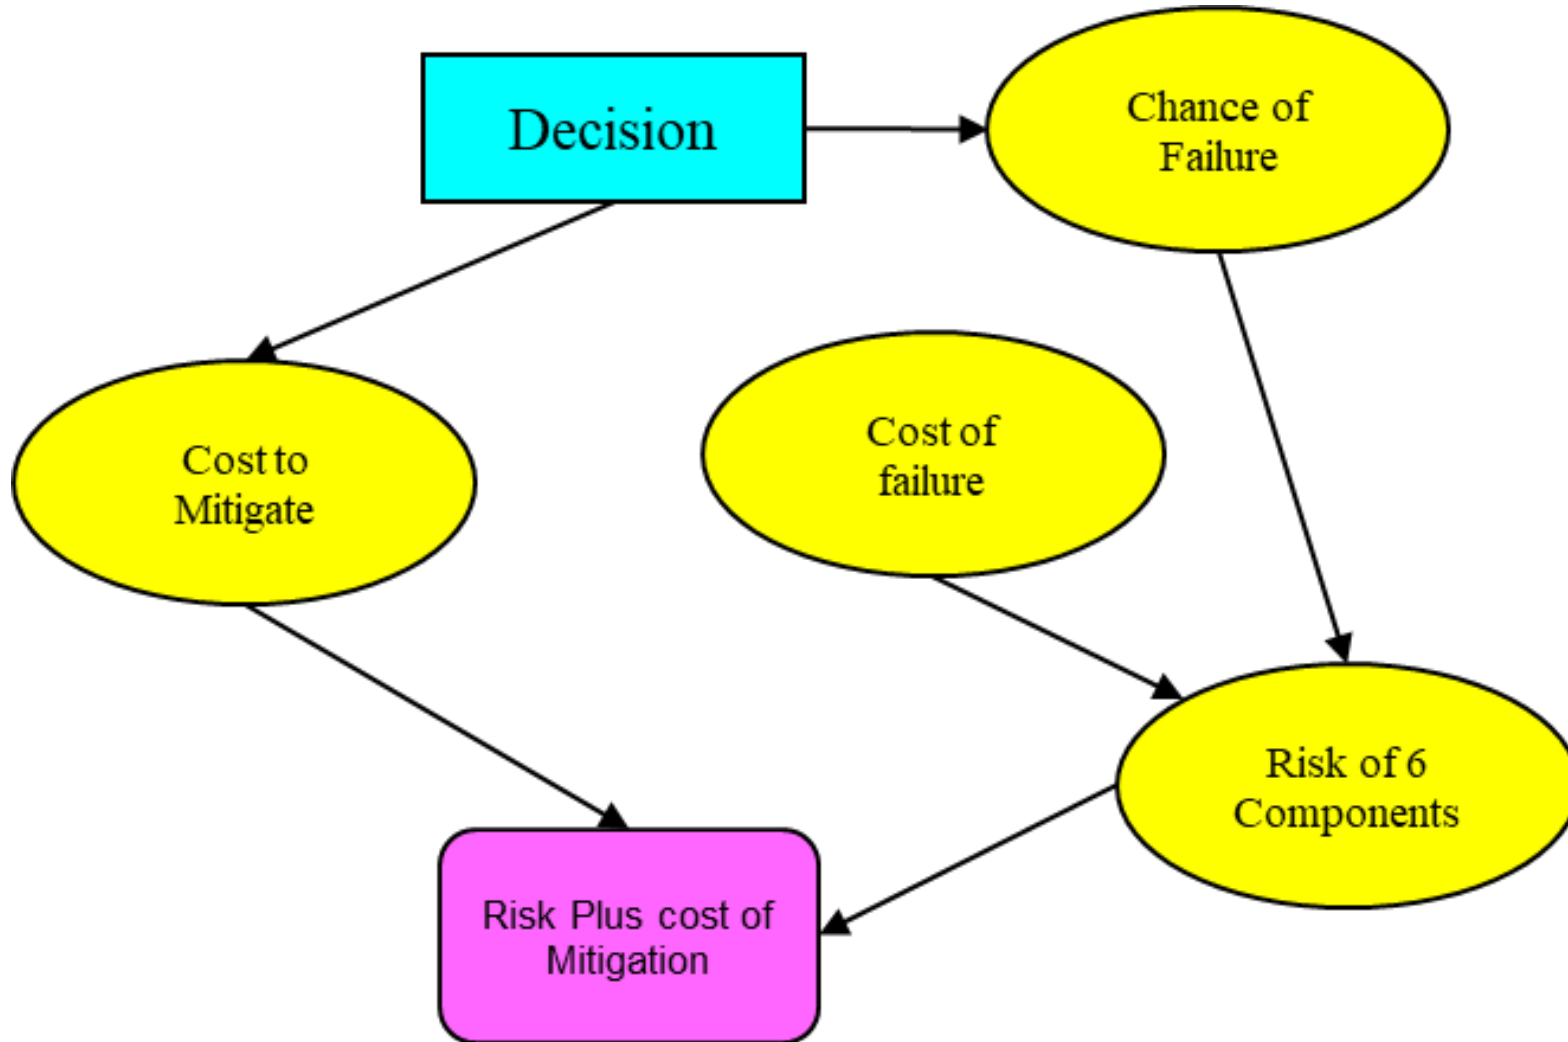 Decision
Chance of
Failure
Cost to
Mitigate
Cost of
failure
Risk of 6
Components
Risk Plus cost of
Mitigation